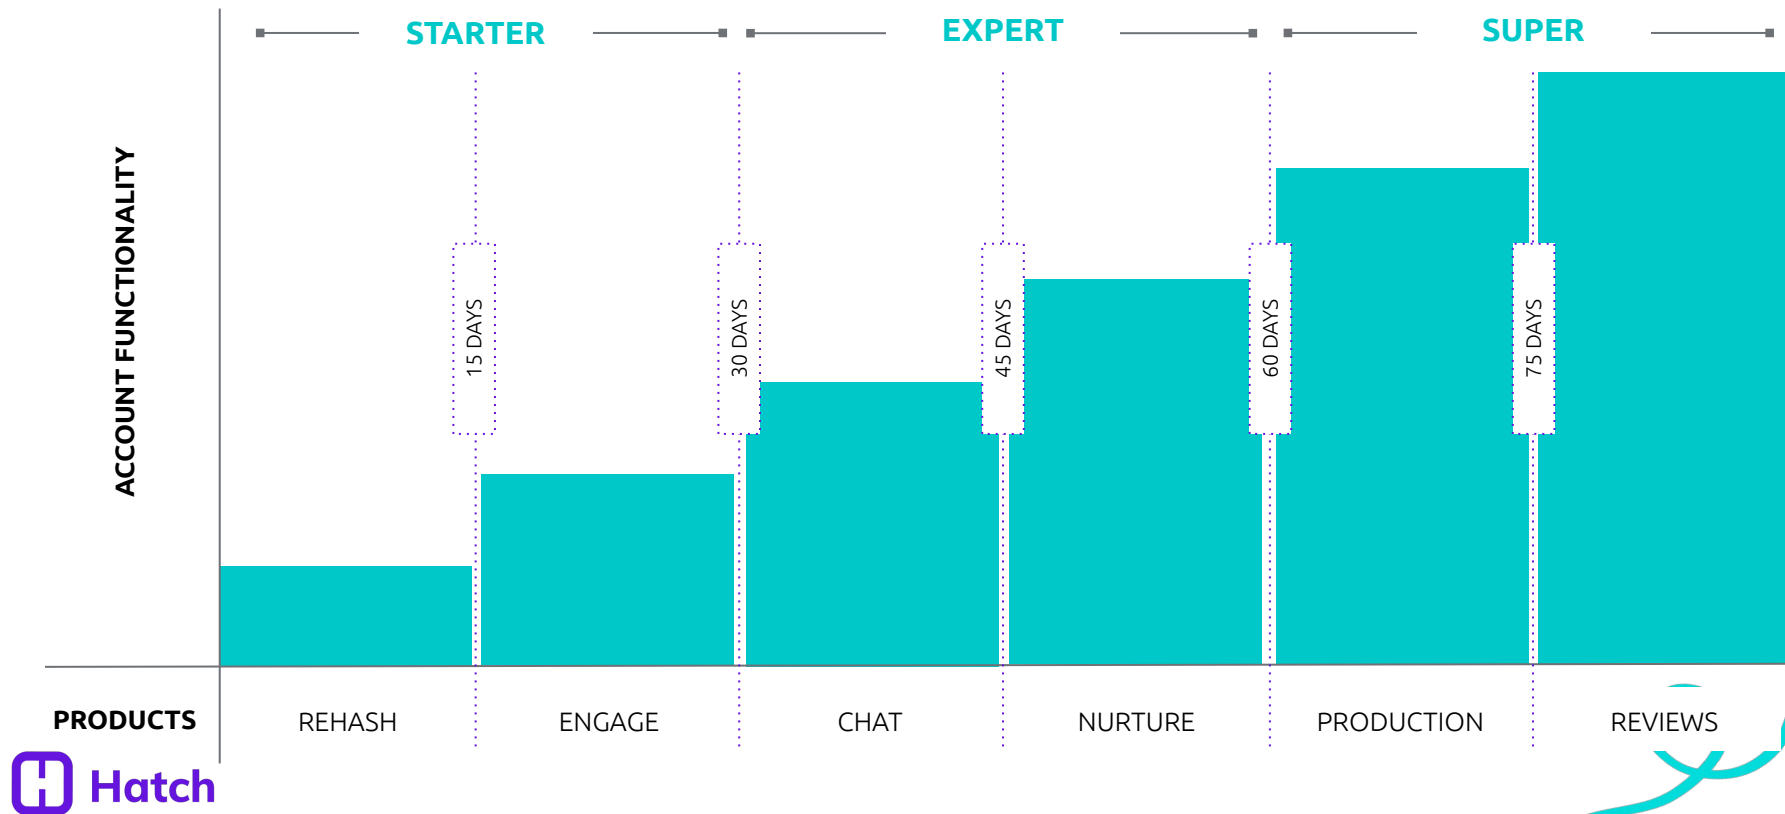 STARTER
EXPERT
SUPER
ACCOUNT FUNCTIONALITY
15 DAYS
30 DAYS
45 DAYS
60 DAYS
75 DAYS
PRODUCTS
REHASH
ENGAGE
CHAT
NURTURE
PRODUCTION
REVIEWS
Hatch